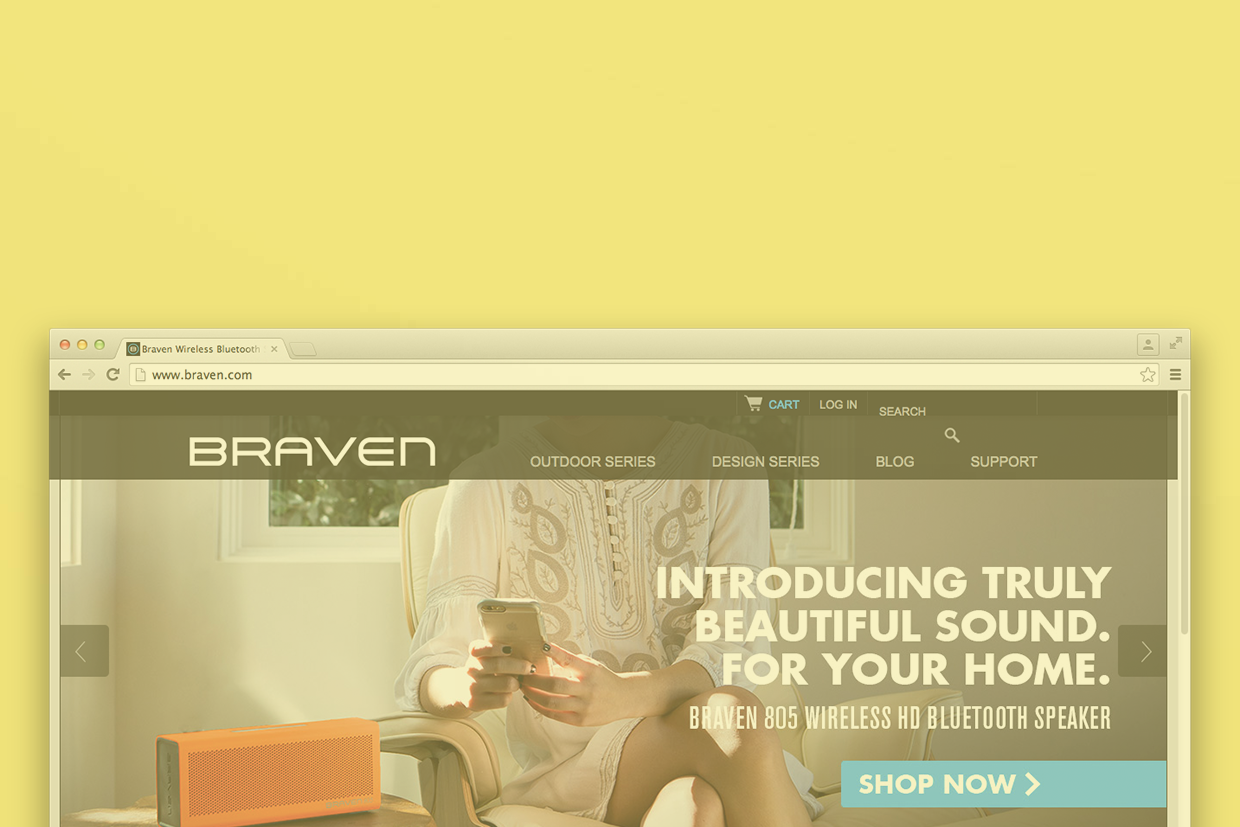 Braven Wireless Bluetooth
www.braven.com
CART
LOG IN
SEARCH
BRAVEN
OUTDOOR SERIES
DESIGN SERIES
BLOG
SUPPORT
INTRODUCING TRULY
BEAUTIFUL SOUND.
FOR YOUR HOME.
BRAVEN 805 WIRELESS HD BLUETOOTH SPEAKER
SHOP NOW